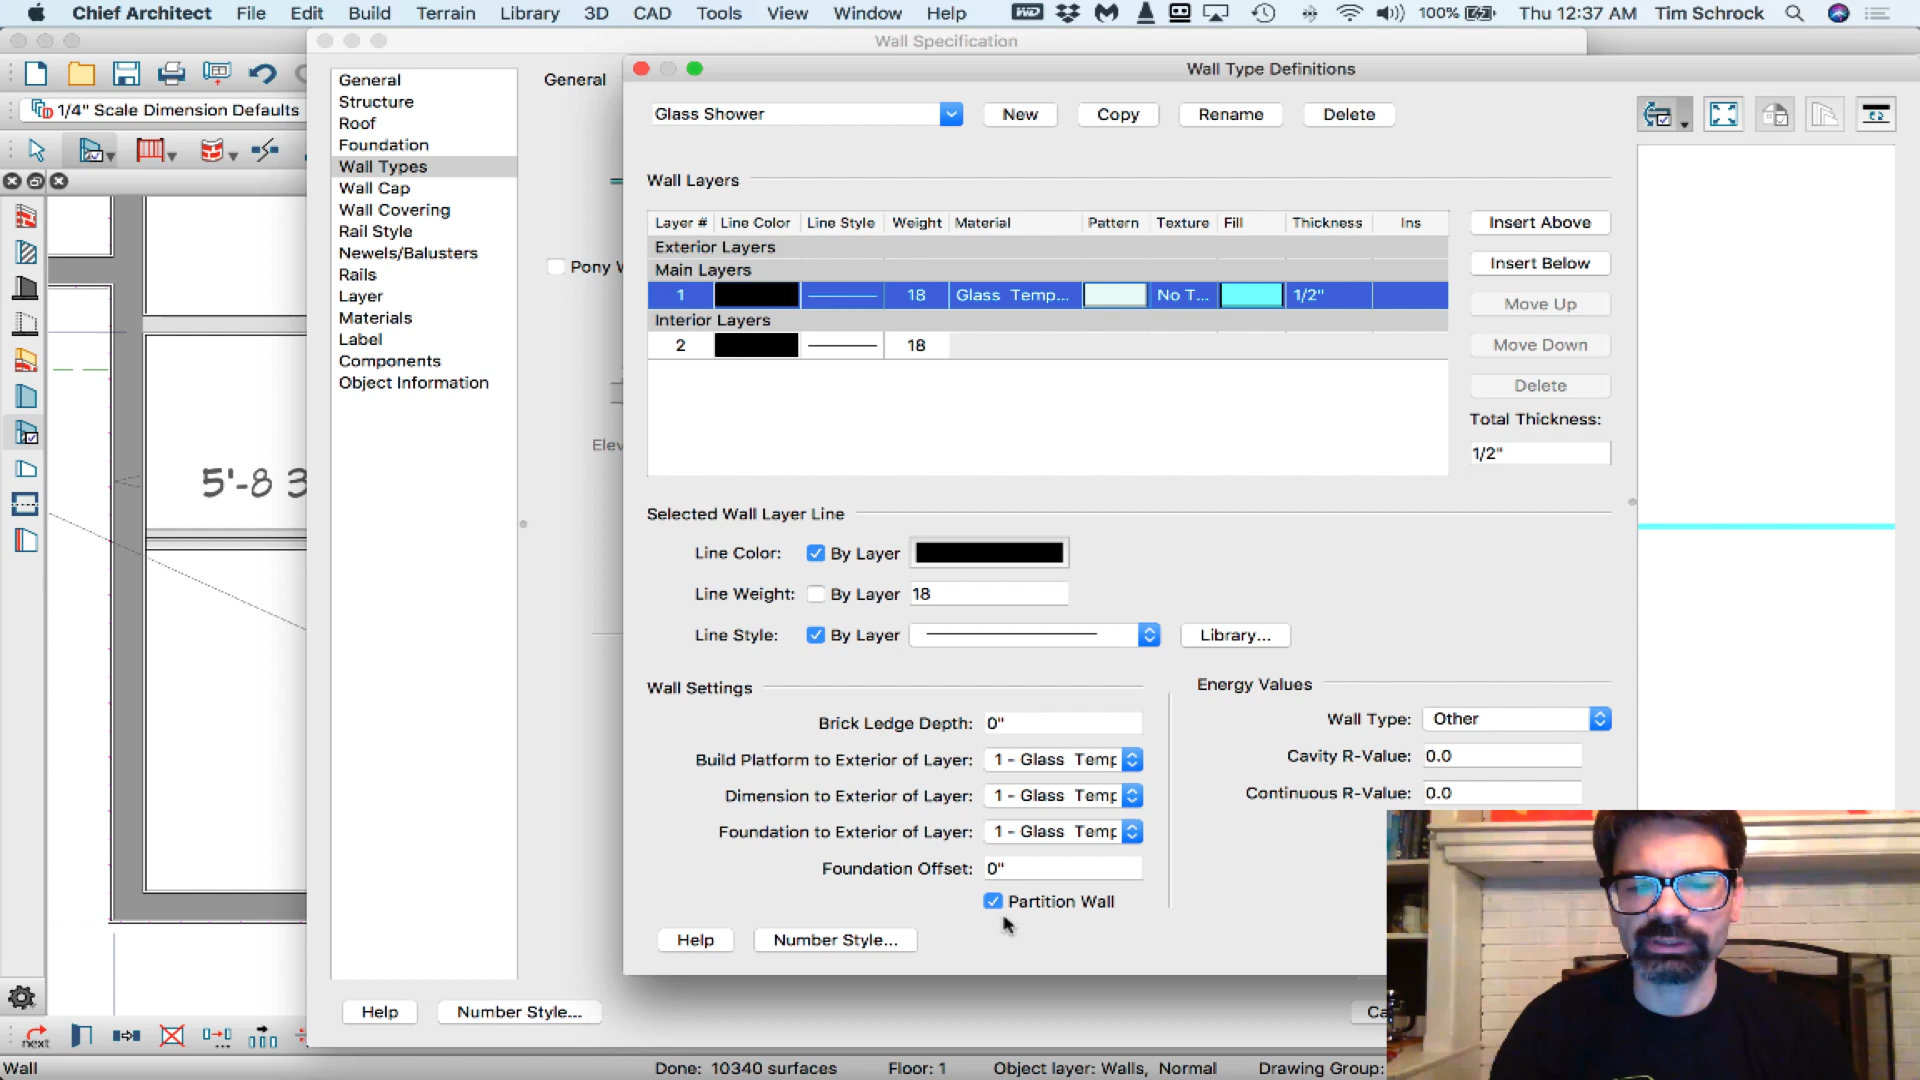 Chief Architect File Edit Build Terrain Library 3D CAD Tools View Window Help 100% Thu 12:37 AM Tim Schrock
Wall Specification
Wall Type Definitions
1/4" Scale Dimension Defaults
General
Structure
Roof
Foundation
Wall Types
Wall Cap
Wall Covering
Rail Style
Newels/Balusters
Rails
Layer
Materials
Label
Components
Object Information
General
Pony W
Elev
Glass Shower New Copy Rename Delete
Wall Layers
Layer # Line Color Line Style Weight Material Pattern Texture Fill Thickness Ins
Exterior Layers
Main Layers
1 18 Glass Temp... No T... 1/2"
Interior Layers
2 18
Insert Above
Insert Below
Move Up
Move Down
Delete
Total Thickness:
1/2"
Selected Wall Layer Line
Line Color: By Layer
Line Weight: By Layer 18
Line Style: By Layer Library...
Wall Settings
Brick Ledge Depth: 0"
Build Platform to Exterior of Layer: 1 - Glass Temp
Dimension to Exterior of Layer: 1 - Glass Temp
Foundation to Exterior of Layer: 1 - Glass Temp
Foundation Offset: 0"
Partition Wall
Energy Values
Wall Type: Other
Cavity R-Value: 0.0
Continuous R-Value: 0.0
Help Number Style...
Help Number Style... Ca
5'-8 3
next
Wall Done: 10340 surfaces Floor: 1 Object layer: Walls, Normal Drawing Group: